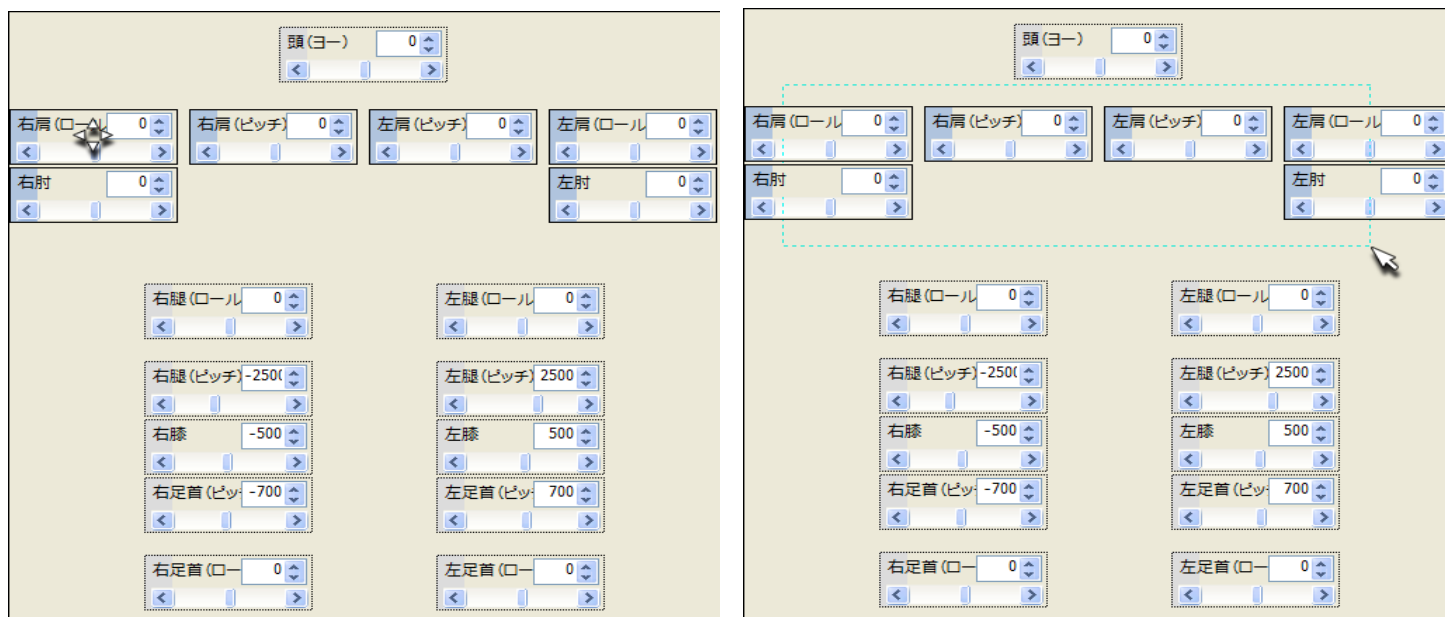 頭(ヨー) 0
右肩(ロール 0
右肩(ピッチ) 0
左肩(ピッチ) 0
左肩(ロール 0
右肘 0
左肘 0
右腿(ロール 0
左腿(ロール 0
右腿(ピッチ) -250
左腿(ピッチ) 2500
右膝 -500
左膝 500
右足首(ピッ -700
左足首(ピッ 700
右足首(ロー 0
左足首(ロー 0
頭(ヨー) 0
右肩(ロール 0
右肩(ピッチ) 0
左肩(ピッチ) 0
左肩(ロール 0
右肘 0
左肘 0
右腿(ロール 0
左腿(ロール 0
右腿(ピッチ) -250
左腿(ピッチ) 2500
右膝 -500
左膝 500
右足首(ピッ -700
左足首(ピッ 700
右足首(ロー 0
左足首(ロー 0